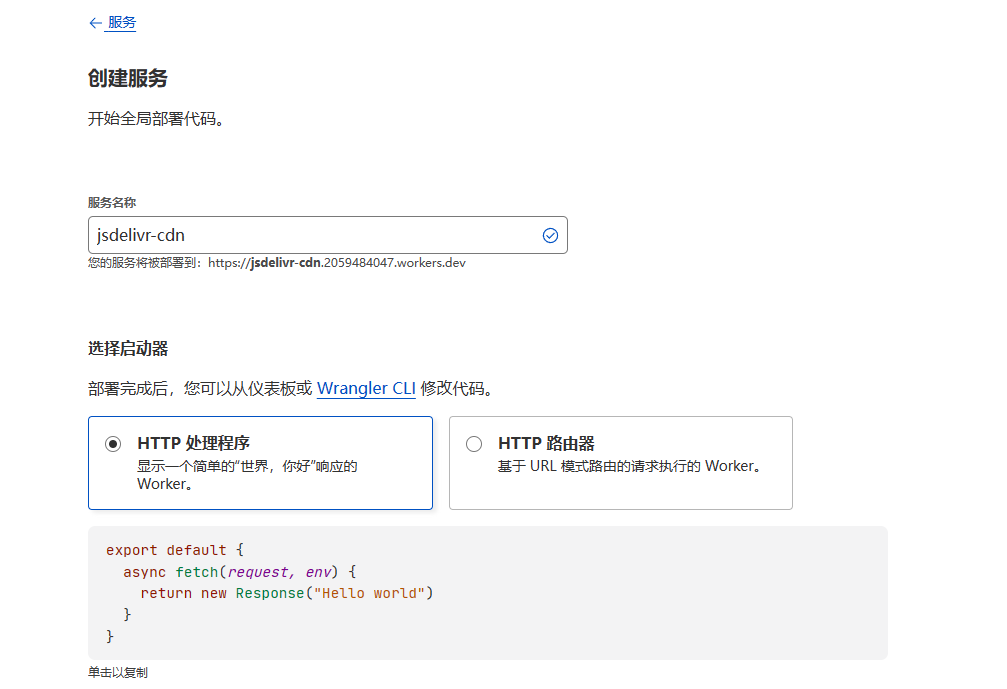 ← 服务
创建服务
开始全局部署代码。
服务名称
jsdelivr-cdn
您的服务将被部署到：https://jsdelivr-cdn.2059484047.workers.dev
选择启动器
部署完成后，您可以从仪表板或 Wrangler CLI 修改代码。
HTTP 处理程序
显示一个简单的“世界，你好”响应的
Worker。
HTTP 路由器
基于 URL 模式路由的请求执行的 Worker。
export default {
  async fetch(request, env) {
    return new Response("Hello world")
  }
}
单击以复制